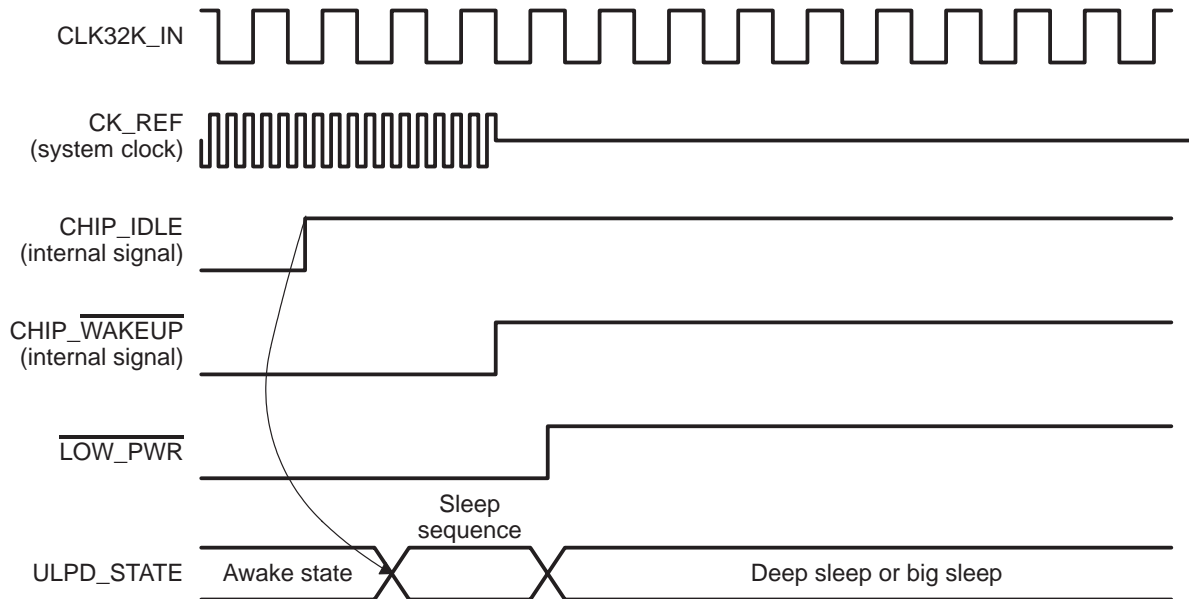 CLK32K_IN
CK_REF
(system clock)
CHIP_IDLE
(internal signal)
CHIP_WAKEUP
(internal signal)
LOW_PWR
Sleep
sequence
ULPD_STATE
Awake state
Deep sleep or big sleep